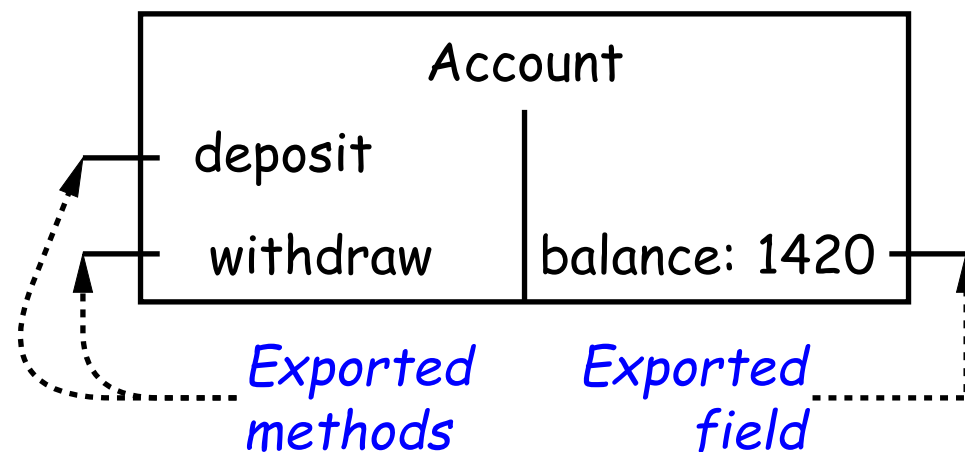 Account
deposit
withdraw
balance: 1420
Exported
methods
Exported
field